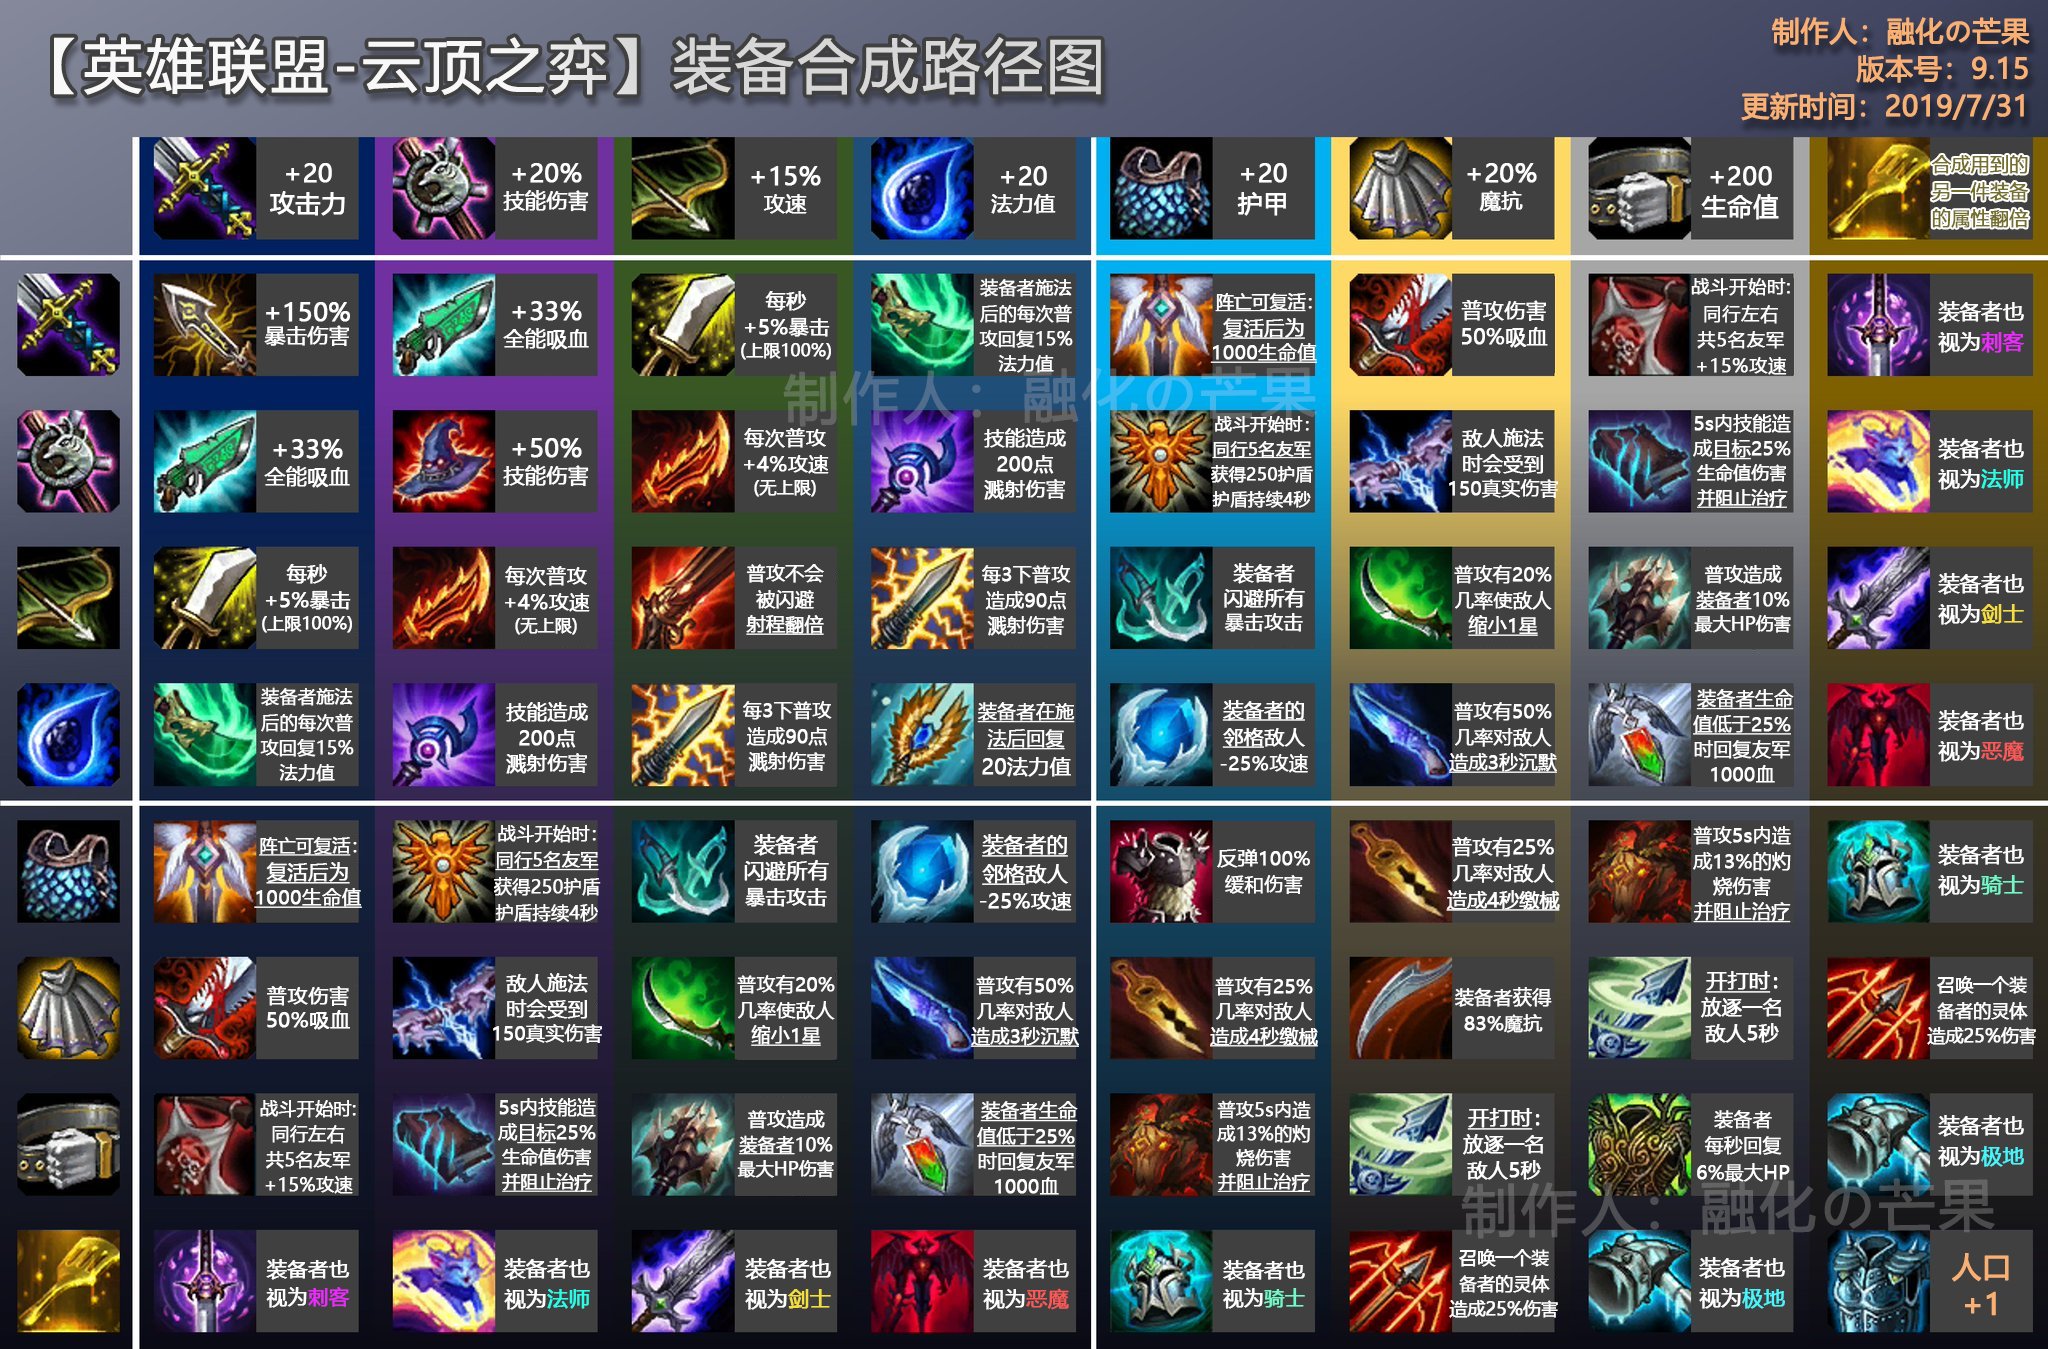 【英雄联盟-云顶之弈】装备合成路径图
制作人：融化の芒果
版本号：9.15
更新时间：2019/7/31
+20
攻击力
+20%
技能伤害
+15%
攻速
+20
法力值
+20
护甲
+20%
魔抗
+200
生命值
合成用到的
另一件装备
的属性翻倍
+150%
暴击伤害
+33%
全能吸血
每秒
+5%暴击
(上限100%)
装备者施法
后的每次普
攻回复15%
法力值
阵亡可复活：
复活后为
1000生命值
普攻伤害
50%吸血
战斗开始时：
同行左右
共5名友军
+15%攻速
装备者也
视为刺客
制作人：融化の芒果
+33%
全能吸血
+50%
技能伤害
每次普攻
+4%攻速
(无上限)
技能造成
200点
溅射伤害
战斗开始时：
同行5名友军
获得250护盾
护盾持续4秒
敌人施法
时会受到
150真实伤害
5s内技能造
成目标25%
生命值伤害
并阻止治疗
装备者也
视为法师
每秒
+5%暴击
(上限100%)
每次普攻
+4%攻速
(无上限)
普攻不会
被闪避
射程翻倍
每3下普攻
造成90点
溅射伤害
装备者
闪避所有
暴击攻击
普攻有20%
几率使敌人
缩小1星
普攻造成
装备者10%
最大HP伤害
装备者也
视为剑士
装备者施法
后的每次普
攻回复15%
法力值
技能造成
200点
溅射伤害
每3下普攻
造成90点
溅射伤害
装备者在施
法后回复
20法力值
装备者的
邻格敌人
-25%攻速
普攻有50%
几率对敌人
造成3秒沉默
装备者生命
值低于25%
时回复友军
1000血
装备者也
视为恶魔
阵亡可复活：
复活后为
1000生命值
战斗开始时：
同行5名友军
获得250护盾
护盾持续4秒
装备者
闪避所有
暴击攻击
装备者的
邻格敌人
-25%攻速
反弹100%
缓和伤害
普攻有25%
几率对敌人
造成4秒缴械
普攻5s内造
成13%的灼
烧伤害
并阻止治疗
装备者也
视为骑士
普攻伤害
50%吸血
敌人施法
时会受到
150真实伤害
普攻有20%
几率使敌人
缩小1星
普攻有50%
几率对敌人
造成3秒沉默
普攻有25%
几率对敌人
造成4秒缴械
装备者获得
83%魔抗
开打时：
放逐一名
敌人5秒
召唤一个装
备者的灵体
造成25%伤害
战斗开始时：
同行左右
共5名友军
+15%攻速
5s内技能造
成目标25%
生命值伤害
并阻止治疗
普攻造成
装备者10%
最大HP伤害
装备者生命
值低于25%
时回复友军
1000血
普攻5s内造
成13%的灼
烧伤害
并阻止治疗
开打时：
放逐一名
敌人5秒
装备者
每秒回复
6%最大HP
装备者也
视为极地
制作人：融化の芒果
装备者也
视为刺客
装备者也
视为法师
装备者也
视为剑士
装备者也
视为恶魔
装备者也
视为骑士
召唤一个装
备者的灵体
造成25%伤害
装备者也
视为极地
人口
+1